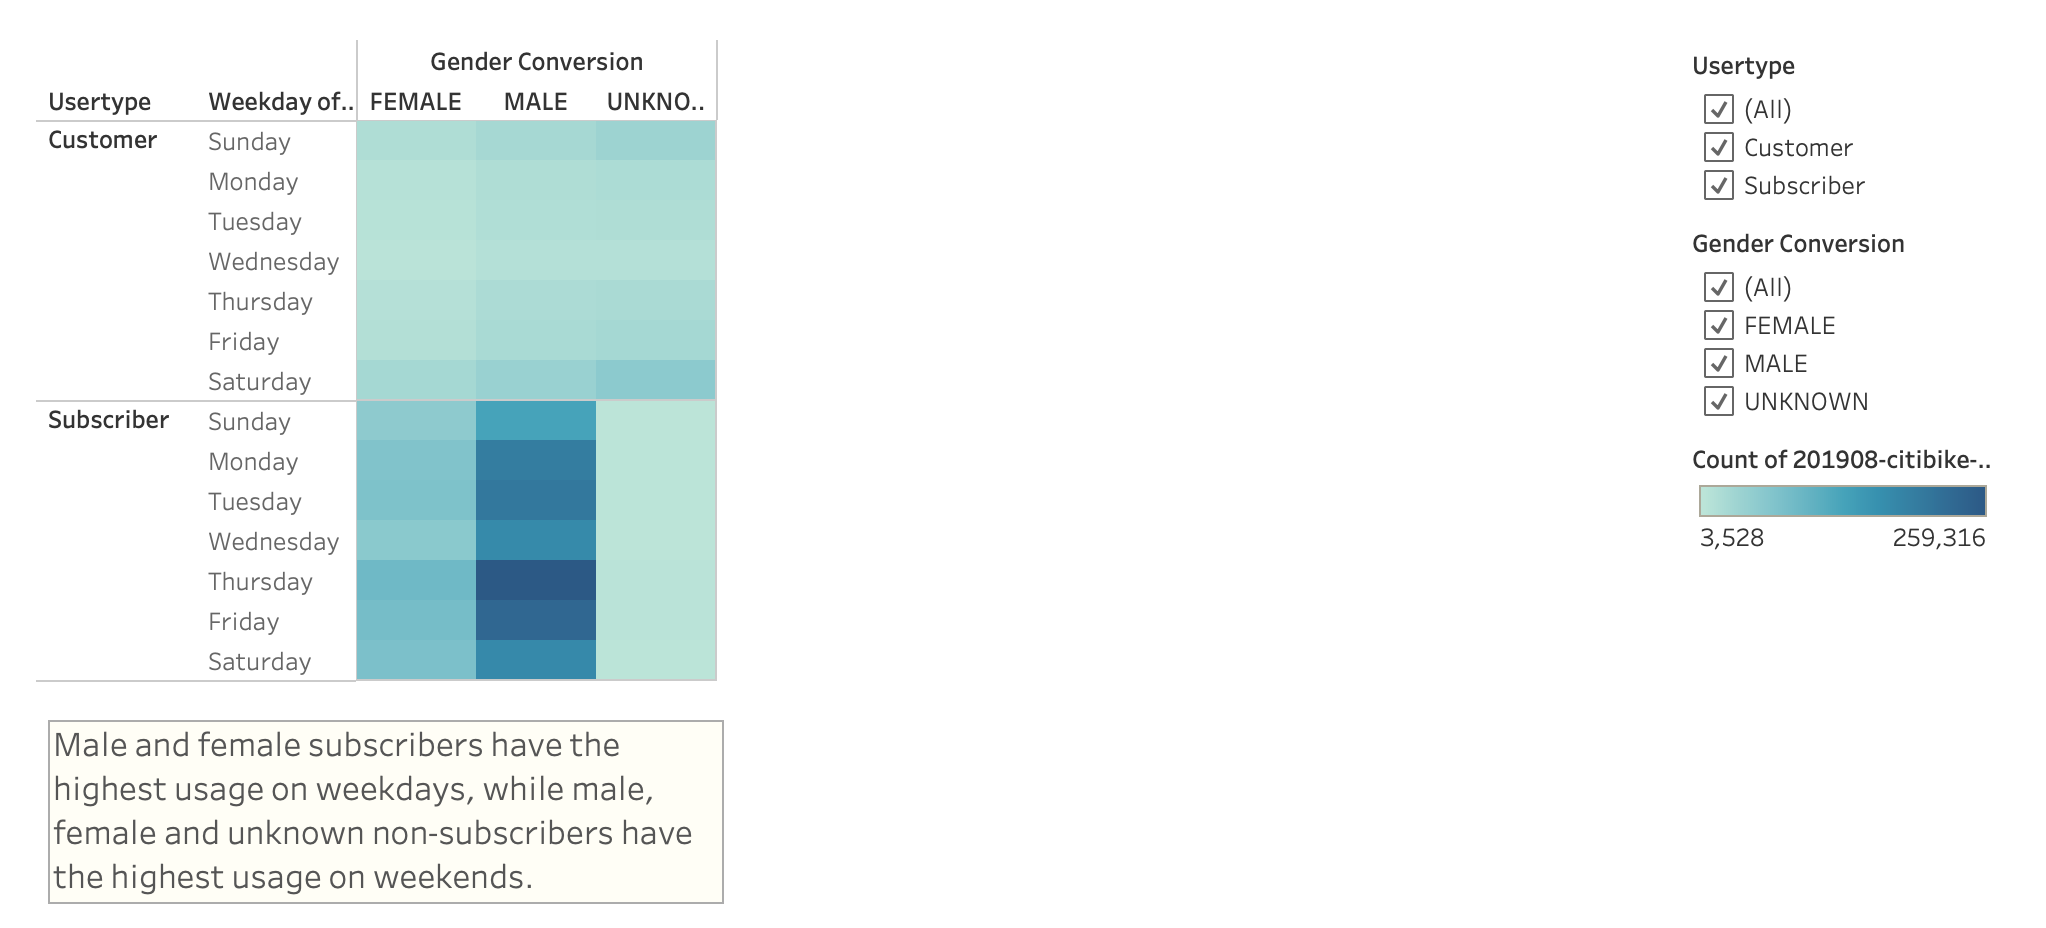 Gender Conversion
Usertype Weekday of.. FEMALE MALE UNKNO..
Customer Sunday
Monday
Tuesday
Wednesday
Thursday
Friday
Saturday
Subscriber Sunday
Monday
Tuesday
Wednesday
Thursday
Friday
Saturday
Male and female subscribers have the
highest usage on weekdays, while male,
female and unknown non-subscribers have
the highest usage on weekends.
Usertype
(All)
Customer
Subscriber
Gender Conversion
(All)
FEMALE
MALE
UNKNOWN
Count of 201908-citibike-..
3,528 259,316